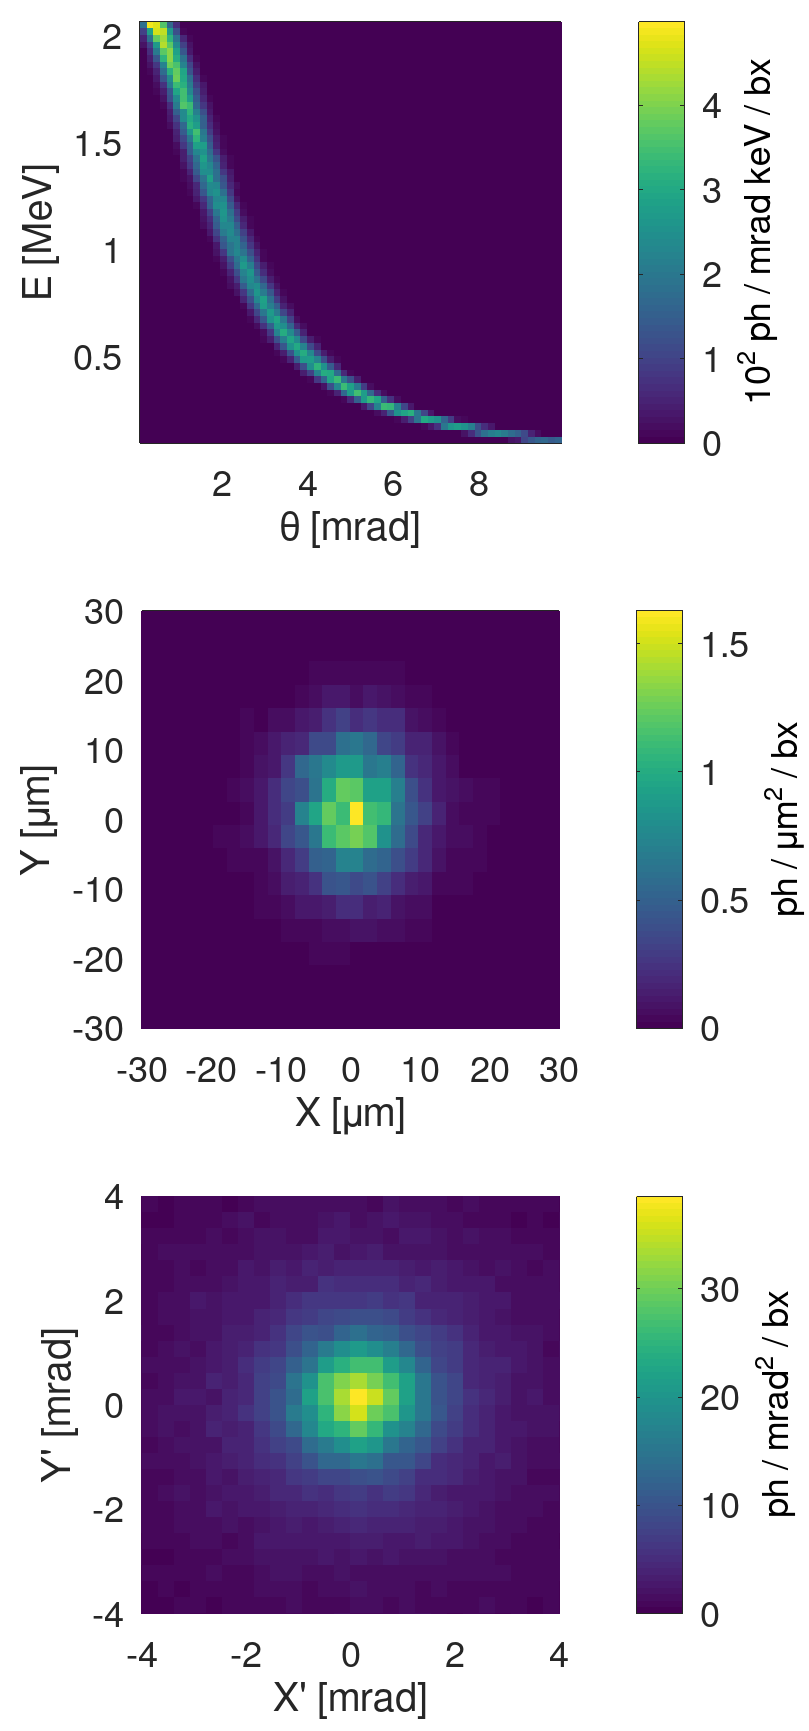 2
1.5
1
0.5
E [MeV]
2 4 6 8
θ [mrad]
4
3
2
1
0
10² ph / mrad keV / bx
30
20
10
0
-10
-20
-30
Y [µm]
-30 -20 -10 0 10 20 30
X [µm]
1.5
1
0.5
0
ph / µm² / bx
4
2
0
-2
-4
Y' [mrad]
-4 -2 0 2 4
X' [mrad]
30
20
10
0
ph / mrad² / bx